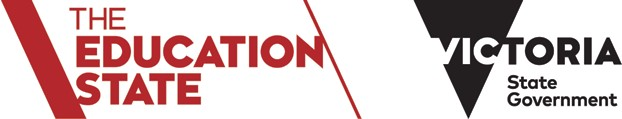 THE
EDUCATION
STATE
VICTORIA
State
Government